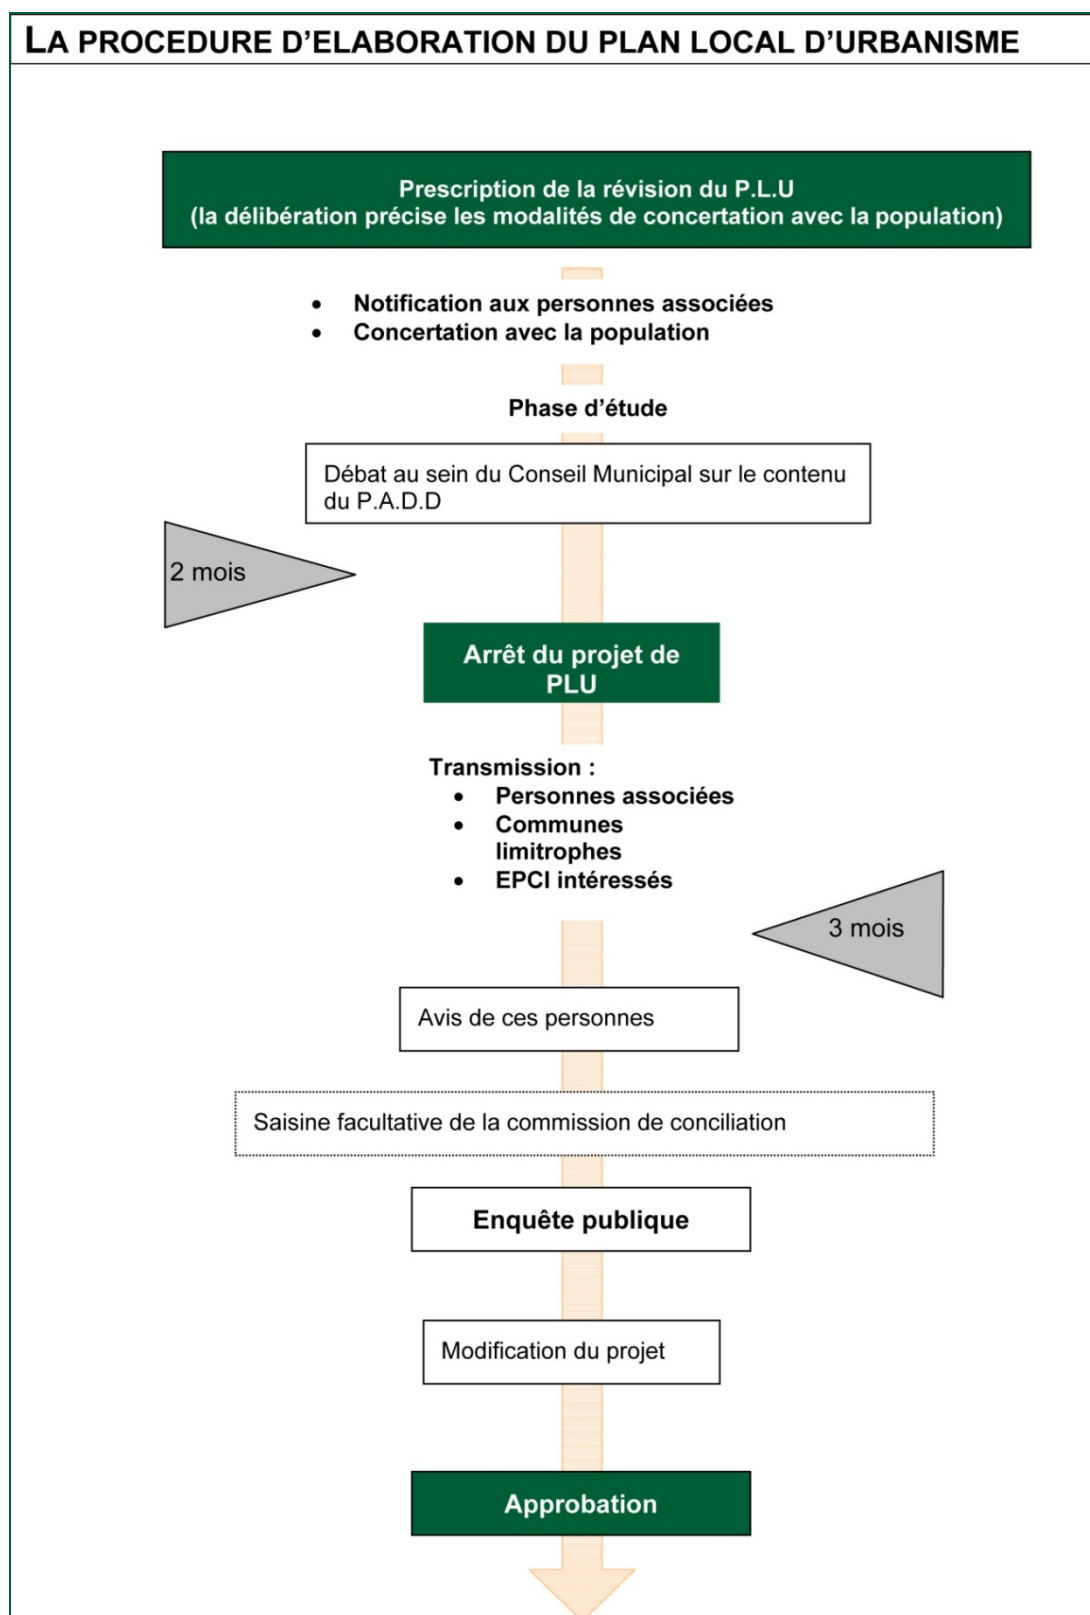 LA PROCEDURE D’ELABORATION DU PLAN LOCAL D’URBANISME
Prescription de la révision du P.L.U
(la délibération précise les modalités de concertation avec la population)
• Notification aux personnes associées
• Concertation avec la population
Phase d’étude
Débat au sein du Conseil Municipal sur le contenu
du P.A.D.D
2 mois
Arrêt du projet de
PLU
Transmission :
• Personnes associées
• Communes
limitrophes
• EPCI intéressés
3 mois
Avis de ces personnes
Saisine facultative de la commission de conciliation
Enquête publique
Modification du projet
Approbation